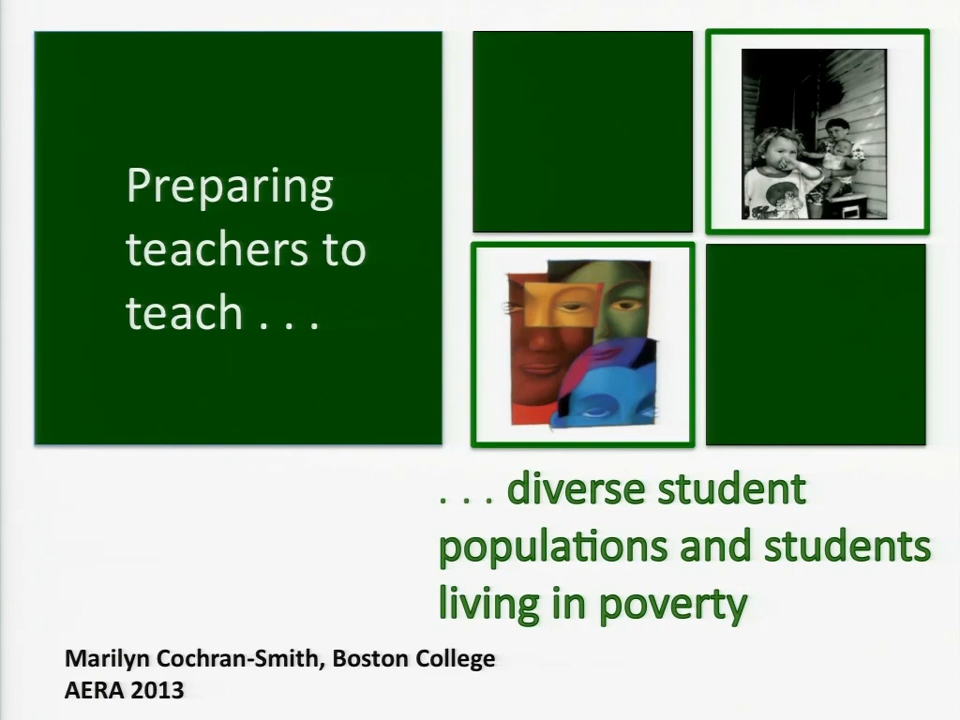 Preparing
teachers to
teach . . .
. . . diverse student
populations and students
living in poverty
Marilyn Cochran-Smith, Boston College
AERA 2013